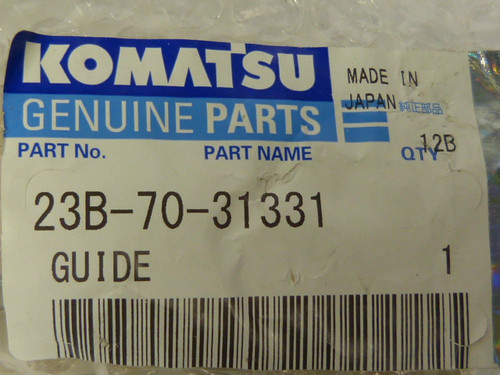 KOMATSU
GENUINE PARTS
MADE IN
JAPAN 純正部品
12B
PART No. PART NAME QTY
23B-70-31331
GUIDE 1